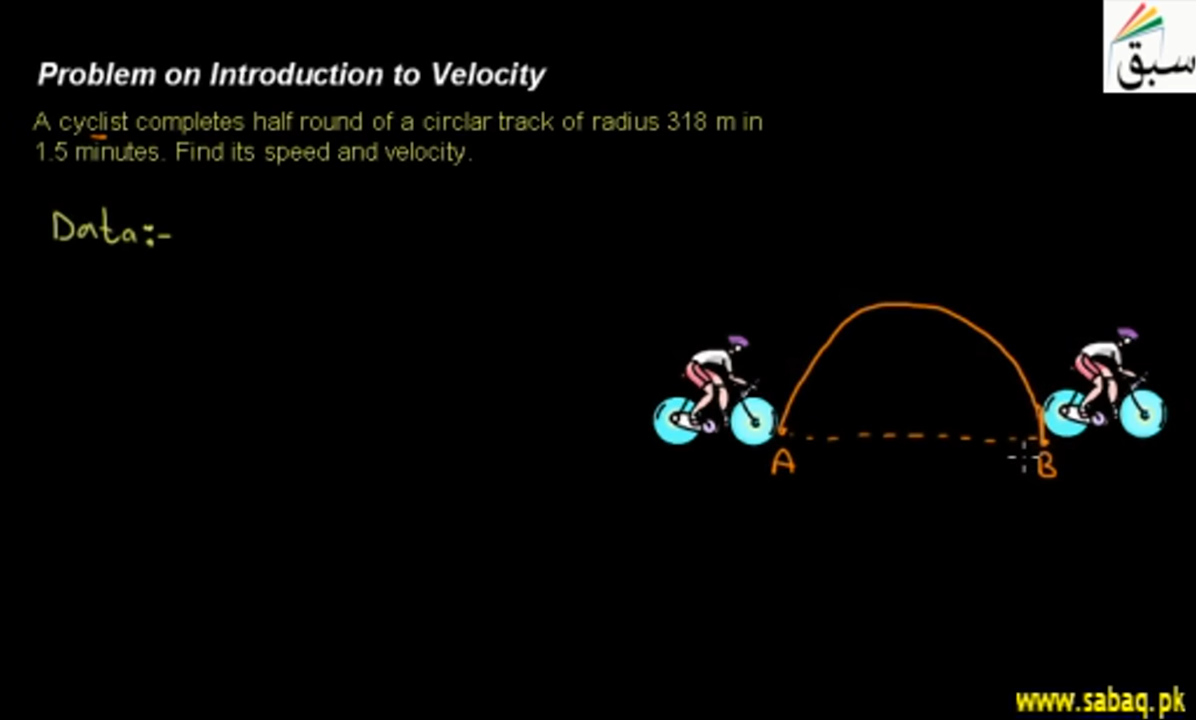 سبق
Problem on Introduction to Velocity
A cyclist completes half round of a circlar track of radius 318 m in
1.5 minutes. Find its speed and velocity.
Data:-
A
B
www.sabaq.pk